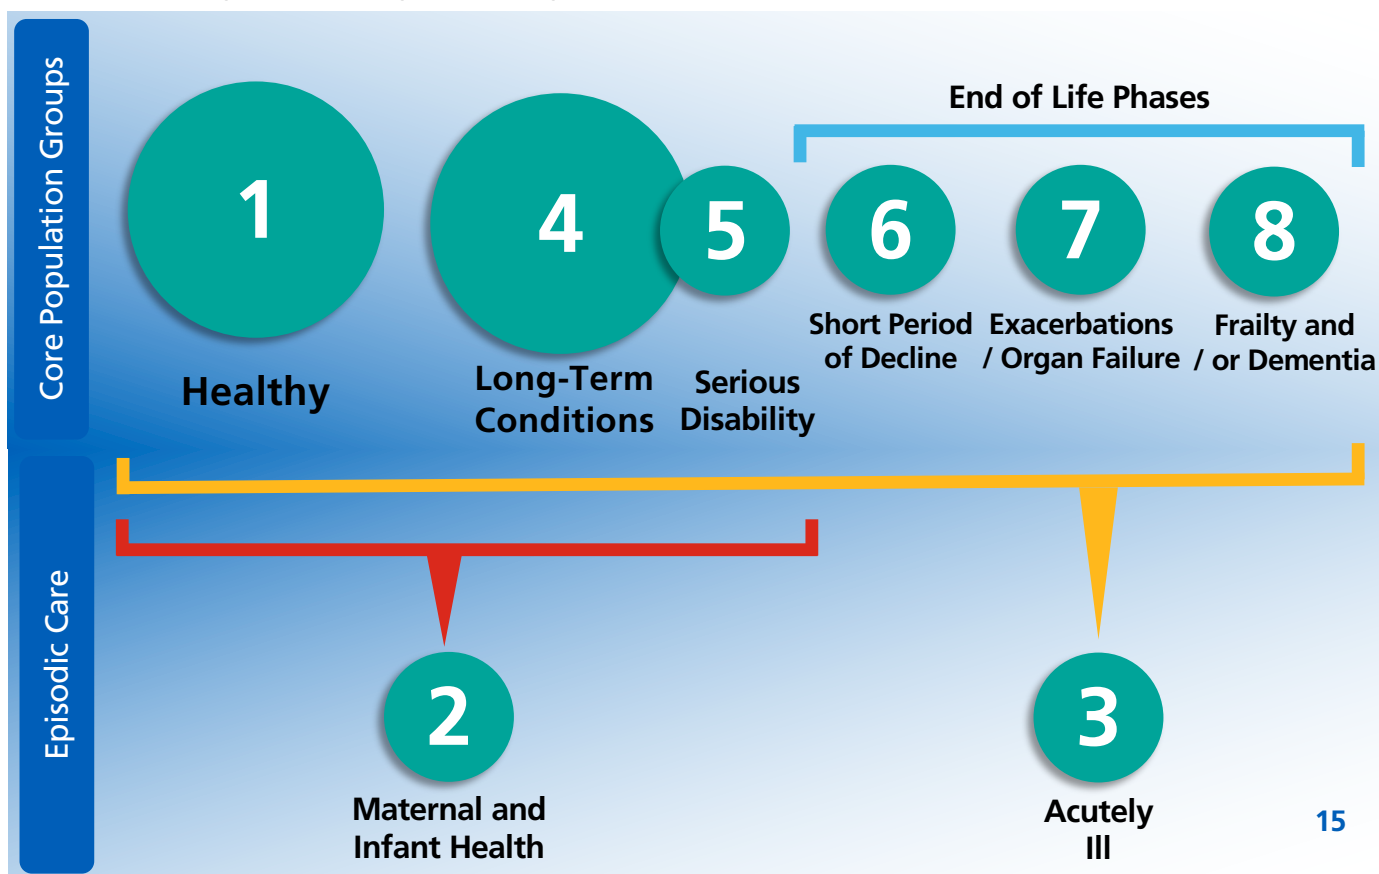 Core Population Groups
End of Life Phases
1
4
5
6
7
8
Healthy
Long-Term
Conditions
Serious
Disability
Short Period
of Decline
Exacerbations
/ Organ Failure
Frailty and
/ or Dementia
Episodic Care
2
Maternal and
Infant Health
3
Acutely
Ill
15